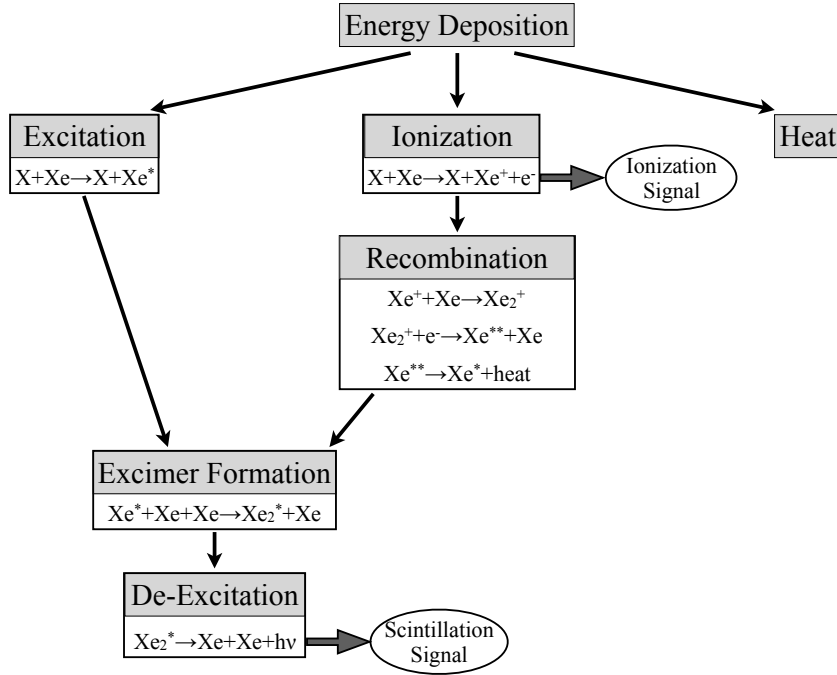 Energy Deposition
Excitation
X+Xe→X+Xe*
Ionization
X+Xe→X+Xe⁺+e⁻
Ionization
Signal
Heat
Recombination
Xe⁺+Xe→Xe₂⁺
Xe₂⁺+e⁻→Xe**+Xe
Xe**→Xe*+heat
Excimer Formation
Xe*+Xe+Xe→Xe₂*+Xe
De-Excitation
Xe₂*→Xe+Xe+hν
Scintillation
Signal